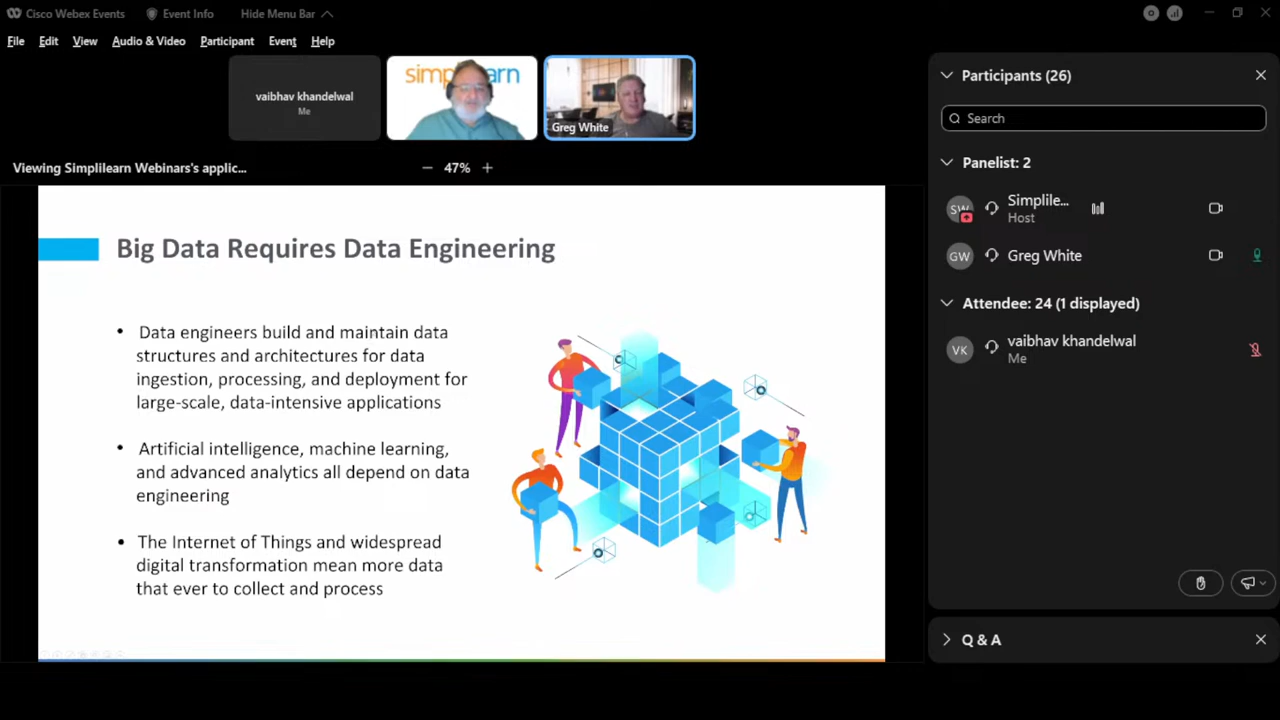 Cisco Webex Events Event Info Hide Menu Bar
File Edit View Audio & Video Participant Event Help
vaibhav khandelwal
Me
Greg White
Viewing Simplilearn Webinars's applic...
47%
Big Data Requires Data Engineering
• Data engineers build and maintain data
structures and architectures for data
ingestion, processing, and deployment for
large-scale, data-intensive applications
• Artificial intelligence, machine learning,
and advanced analytics all depend on data
engineering
• The Internet of Things and widespread
digital transformation mean more data
that ever to collect and process
Participants (26)
Search
Panelist: 2
SW
Simplile...
Host
GW
Greg White
Attendee: 24 (1 displayed)
VK
vaibhav khandelwal
Me
Q & A